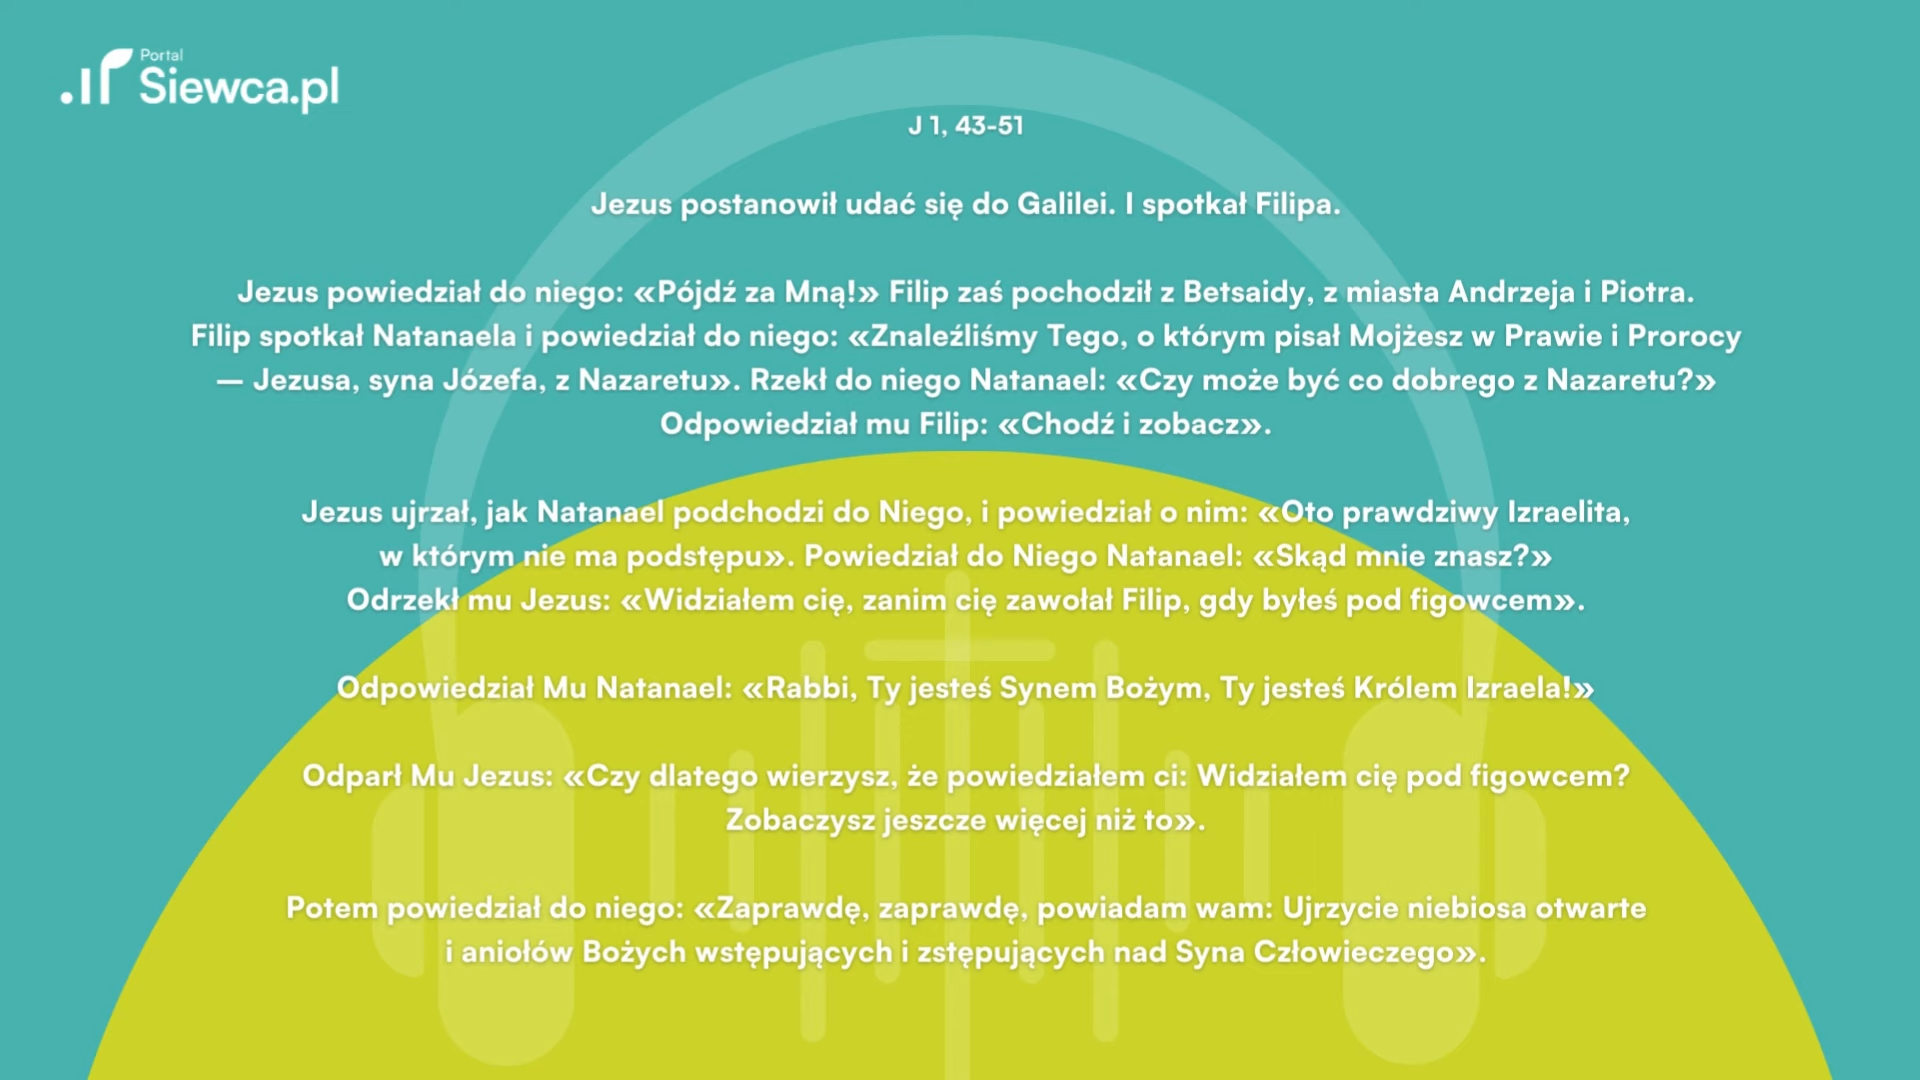 Portal
Siewca.pl
J 1, 43-51
Jezus postanowił udać się do Galilei. I spotkał Filipa.
Jezus powiedział do niego: «Pójdź za Mną!» Filip zaś pochodził z Betsaidy, z miasta Andrzeja i Piotra.
Filip spotkał Natanaela i powiedział do niego: «Znaleźliśmy Tego, o którym pisał Mojżesz w Prawie i Prorocy
— Jezusa, syna Józefa, z Nazaretu». Rzekł do niego Natanael: «Czy może być co dobrego z Nazaretu?»
Odpowiedział mu Filip: «Chodź i zobacz».
Jezus ujrzał, jak Natanael podchodzi do Niego, i powiedział o nim: «Oto prawdziwy Izraelita,
w którym nie ma podstępu». Powiedział do Niego Natanael: «Skąd mnie znasz?»
Odrzekł mu Jezus: «Widziałem cię, zanim cię zawołał Filip, gdy byłeś pod figowcem».
Odpowiedział Mu Natanael: «Rabbi, Ty jesteś Synem Bożym, Ty jesteś Królem Izraela!»
Odparł Mu Jezus: «Czy dlatego wierzysz, że powiedziałem ci: Widziałem cię pod figowcem?
Zobaczysz jeszcze więcej niż to».
Potem powiedział do niego: «Zaprawdę, zaprawdę, powiadam wam: Ujrzycie niebiosa otwarte
i aniołów Bożych wstępujących i zstępujących nad Syna Człowieczego».